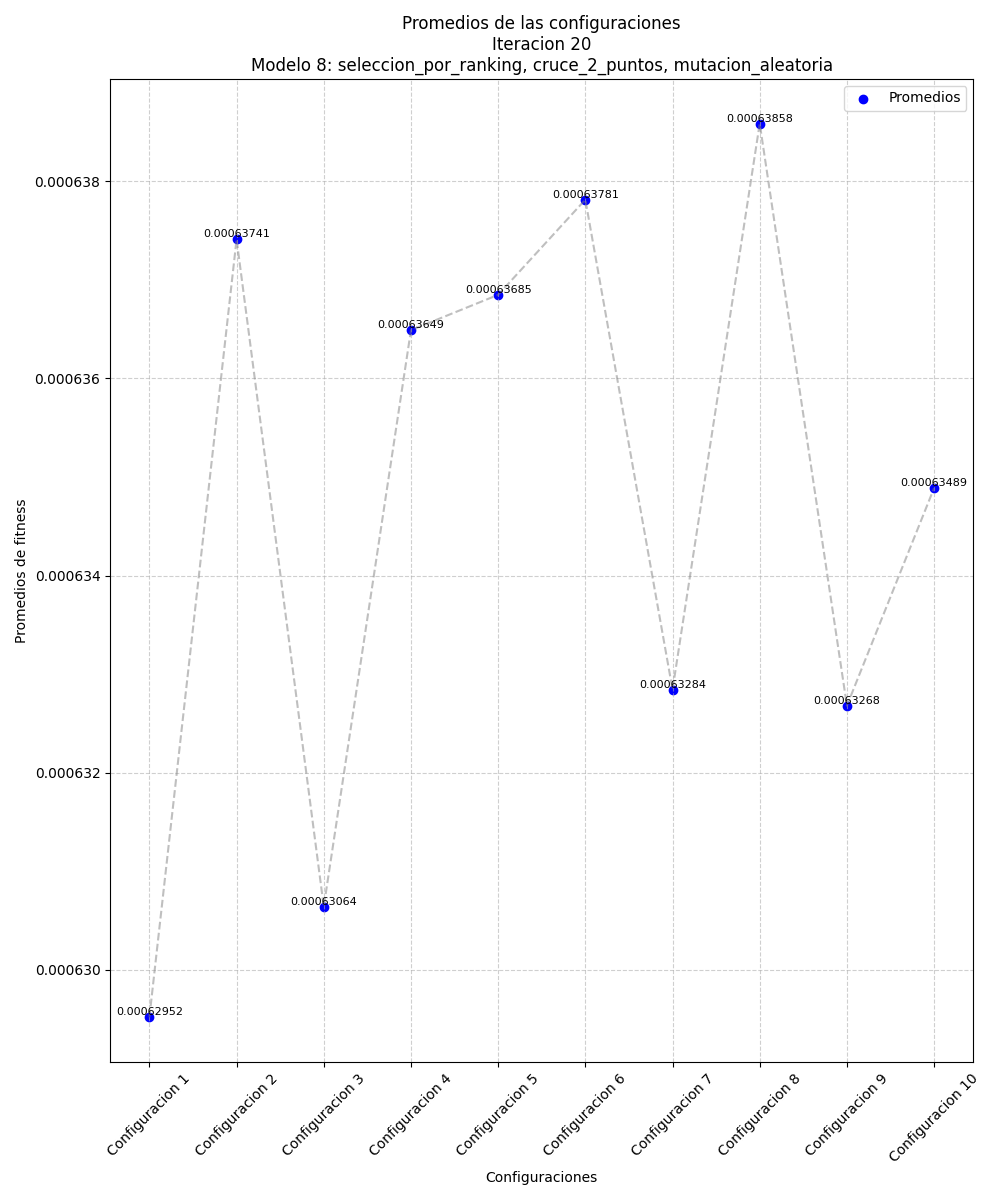 Promedios de las configuraciones
Iteracion 20
Modelo 8: seleccion_por_ranking, cruce_2_puntos, mutacion_aleatoria
Promedios
0.00063858
0.000638
0.00063781
0.00063741
0.00063685
0.00063649
0.000636
0.00063489
0.000634
0.00063284
0.00063268
0.000632
0.00063064
0.000630
0.00062952
Promedios de fitness
Configuracion 1
Configuracion 2
Configuracion 3
Configuracion 4
Configuracion 5
Configuracion 6
Configuracion 7
Configuracion 8
Configuracion 9
Configuracion 10
Configuraciones